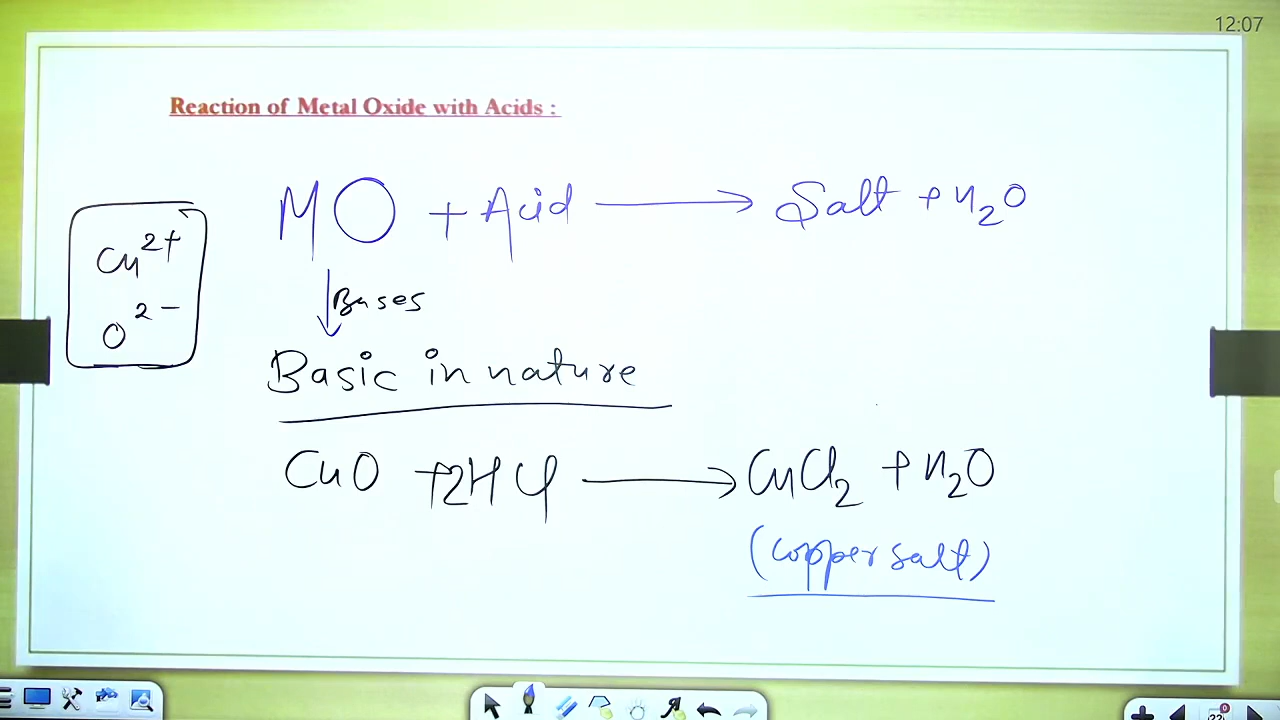 12:07
Reaction of Metal Oxide with Acids :
MO + Acid ⟶ Salt + H₂O
Cu²⁺
O²⁻
Bases
Basic in nature
CuO + 2HCl ⟶ CuCl₂ + H₂O
(copper salt)